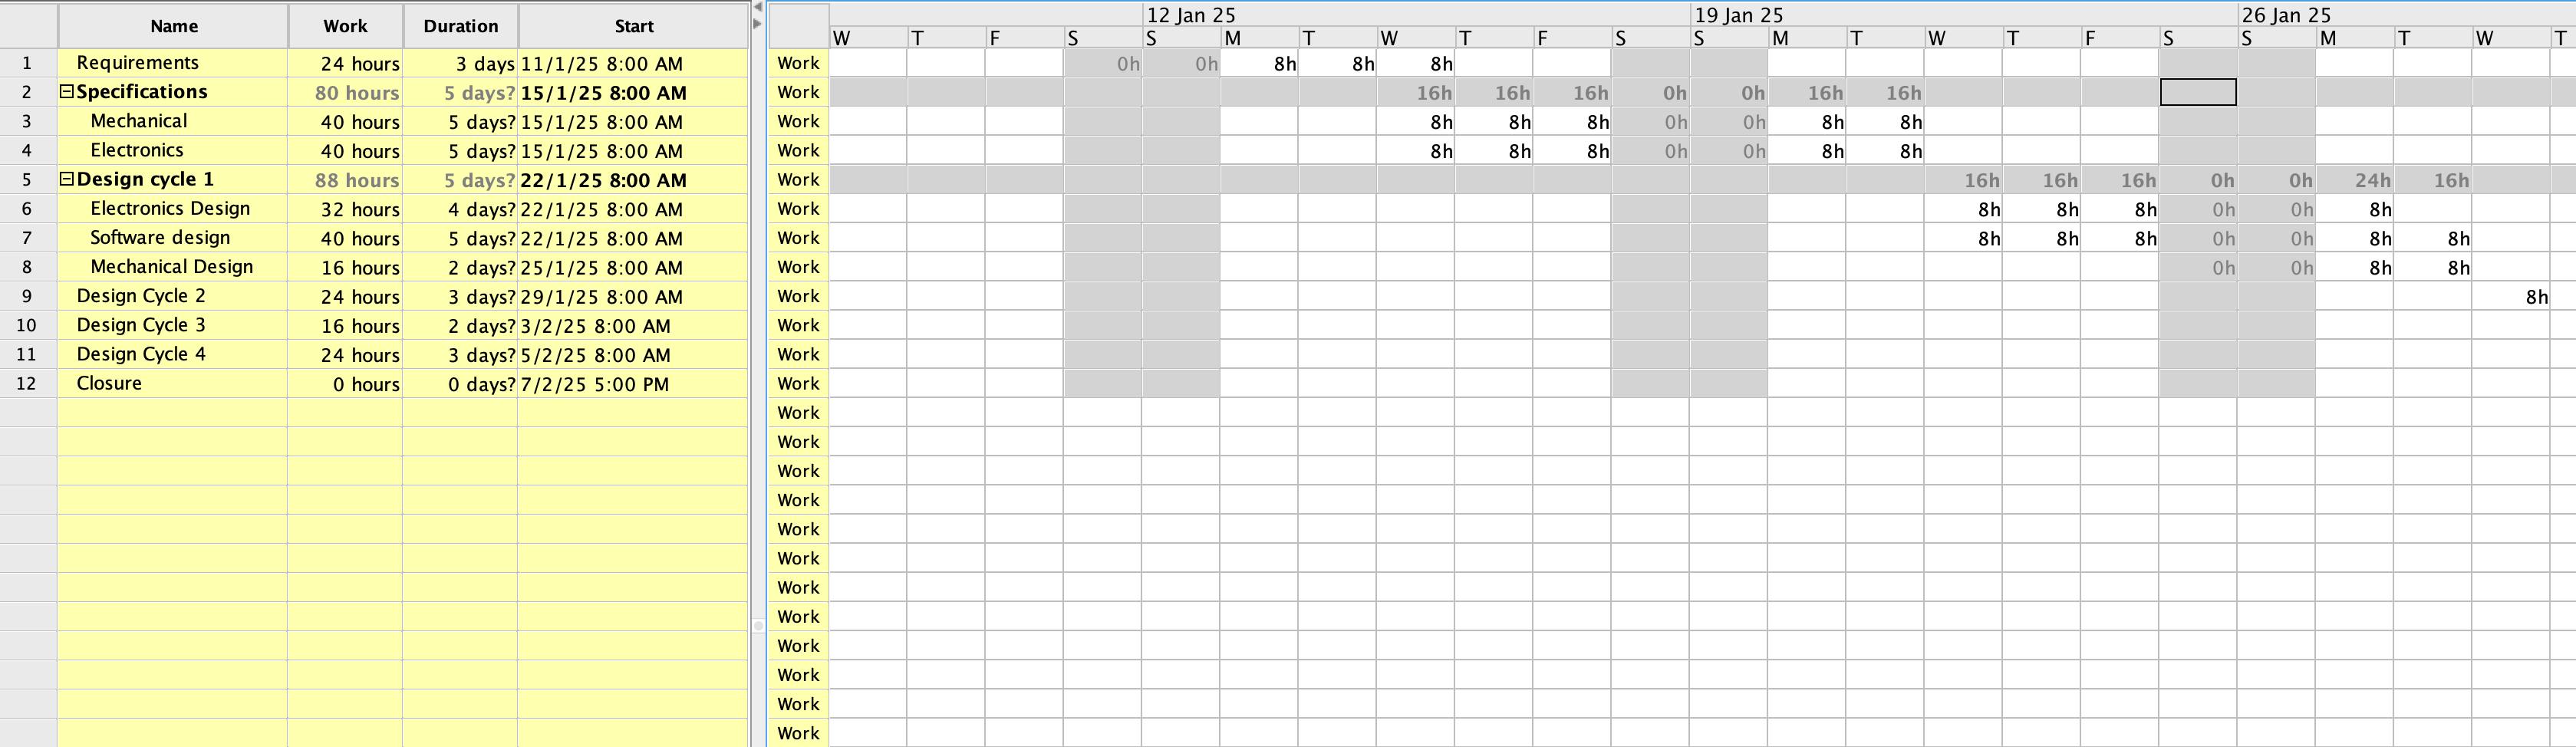 12 Jan 25 19 Jan 25 26 Jan 25
Name Work Duration Start W T F S S M T W T F S S M T W T F S S M T W T
1 Requirements 24 hours 3 days 11/1/25 8:00 AM Work 0h 0h 8h 8h 8h
2 Specifications 80 hours 5 days? 15/1/25 8:00 AM Work 16h 16h 16h 0h 0h 16h 16h
3 Mechanical 40 hours 5 days? 15/1/25 8:00 AM Work 8h 8h 8h 0h 0h 8h 8h
4 Electronics 40 hours 5 days? 15/1/25 8:00 AM Work 8h 8h 8h 0h 0h 8h 8h
5 Design cycle 1 88 hours 5 days? 22/1/25 8:00 AM Work 16h 16h 16h 0h 0h 24h 16h
6 Electronics Design 32 hours 4 days? 22/1/25 8:00 AM Work 8h 8h 8h 0h 0h 8h
7 Software design 40 hours 5 days? 22/1/25 8:00 AM Work 8h 8h 8h 0h 0h 8h 8h
8 Mechanical Design 16 hours 2 days? 25/1/25 8:00 AM Work 0h 0h 8h 8h
9 Design Cycle 2 24 hours 3 days? 29/1/25 8:00 AM Work 8h
10 Design Cycle 3 16 hours 2 days? 3/2/25 8:00 AM Work
11 Design Cycle 4 24 hours 3 days? 5/2/25 8:00 AM Work
12 Closure 0 hours 0 days? 7/2/25 5:00 PM Work
Work
Work
Work
Work
Work
Work
Work
Work
Work
Work
Work
Work